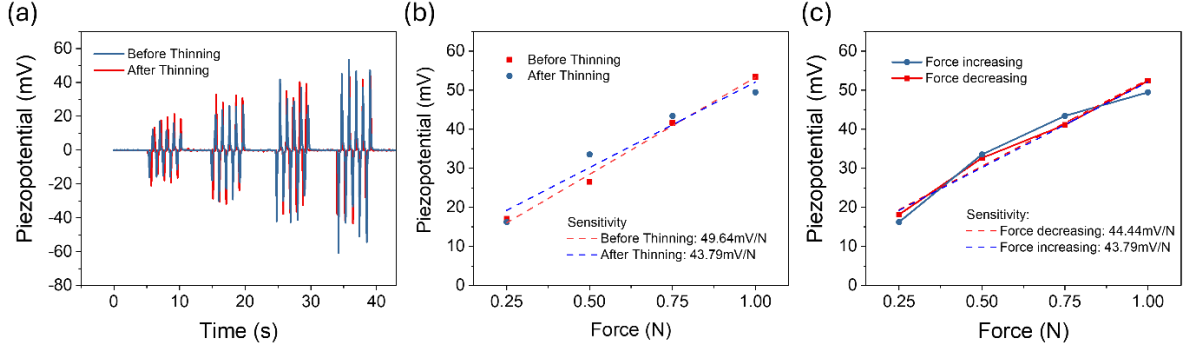 (a)
60
40
20
0
-20
-40
-60
-80
Piezopotential (mV)
Before Thinning
After Thinning
0
10
20
30
40
Time (s)
(b)
60
50
40
30
20
10
0
Piezopotential (mV)
Before Thinning
After Thinning
Sensitivity
Before Thinning: 49.64mV/N
After Thinning: 43.79mV/N
0.25
0.50
0.75
1.00
Force (N)
(c)
60
50
40
30
20
10
0
Piezopotential (mV)
Force increasing
Force decreasing
Sensitivity:
Force decreasing: 44.44mV/N
Force increasing: 43.79mV/N
0.25
0.50
0.75
1.00
Force (N)